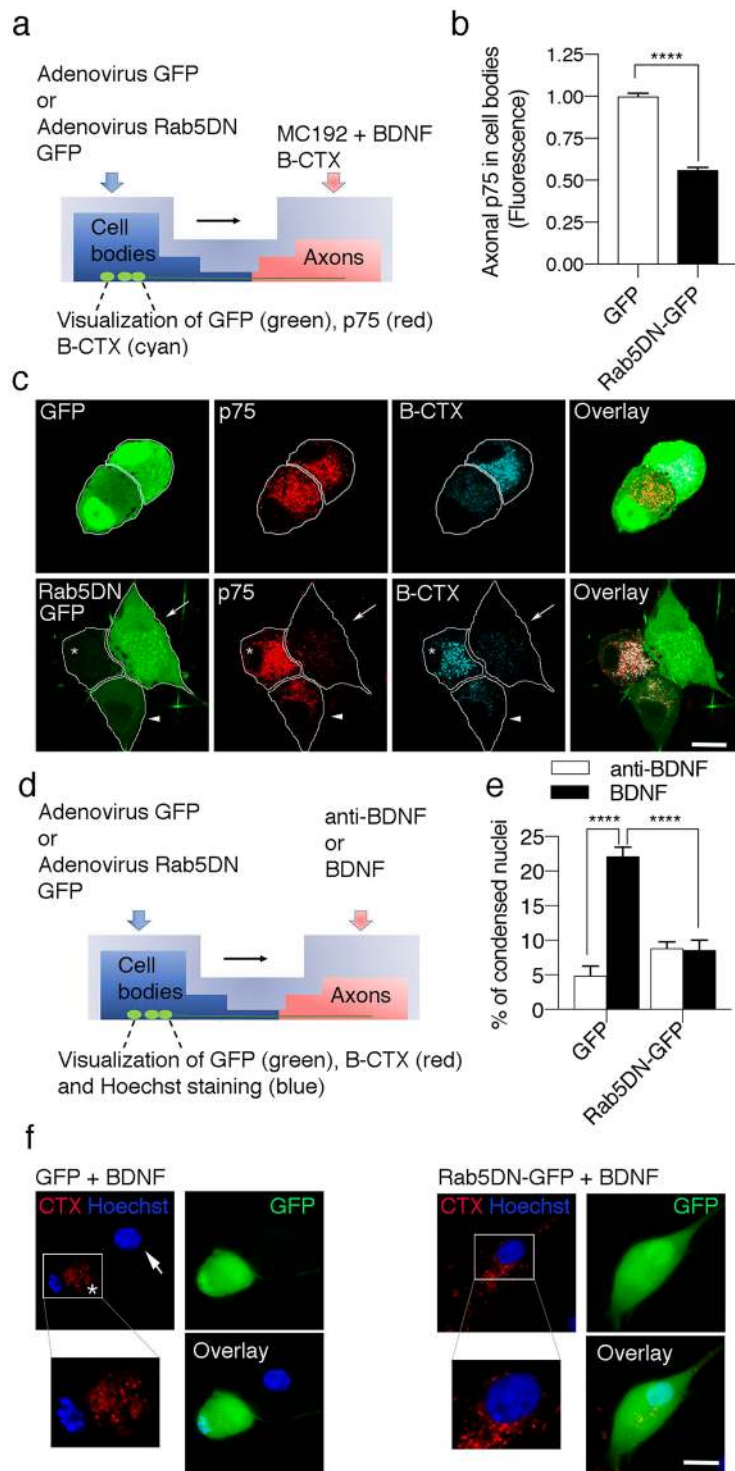 a
Adenovirus GFP
or
Adenovirus Rab5DN
GFP
MC192 + BDNF
B-CTX
Cell
bodies
Axons
Visualization of GFP (green), p75 (red)
B-CTX (cyan)
b
Axonal p75 in cell bodies
(Fluorescence)
1.25
1.00
0.75
0.50
0.25
0.00
****
GFP
Rab5DN-GFP
c
GFP
p75
B-CTX
Overlay
Rab5DN
GFP
p75
B-CTX
Overlay
*
*
*
d
Adenovirus GFP
or
Adenovirus Rab5DN
GFP
anti-BDNF
or
BDNF
Cell
bodies
Axons
Visualization of GFP (green), B-CTX (red)
and Hoechst staining (blue)
e
anti-BDNF
BDNF
% of condensed nuclei
25
20
15
10
5
0
****
****
GFP
Rab5DN-GFP
f
GFP + BDNF
CTX Hoechst
GFP
*
Overlay
Rab5DN-GFP + BDNF
CTX Hoechst
GFP
Overlay